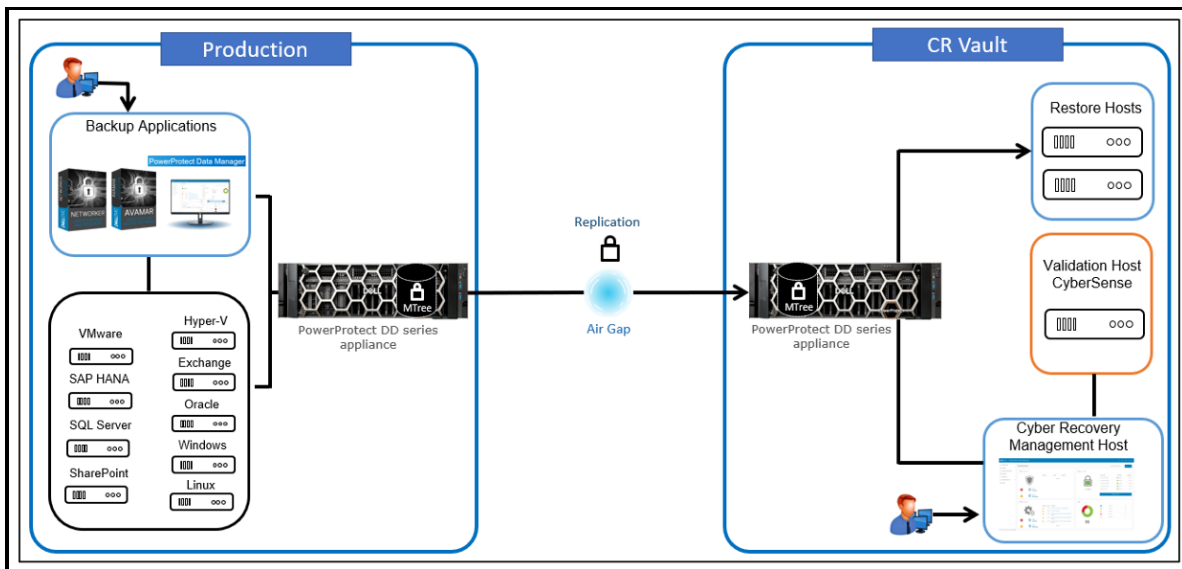 Production
CR Vault
Backup Applications
PowerProtect Data Manager
NETWORKER
AVAMAR
VMware
Hyper-V
SAP HANA
Exchange
SQL Server
Oracle
SharePoint
Windows
Linux
DELL
MTree
PowerProtect DD series
appliance
Replication
Air Gap
DELL
MTree
PowerProtect DD series
appliance
Restore Hosts
Validation Host
CyberSense
Cyber Recovery
Management Host